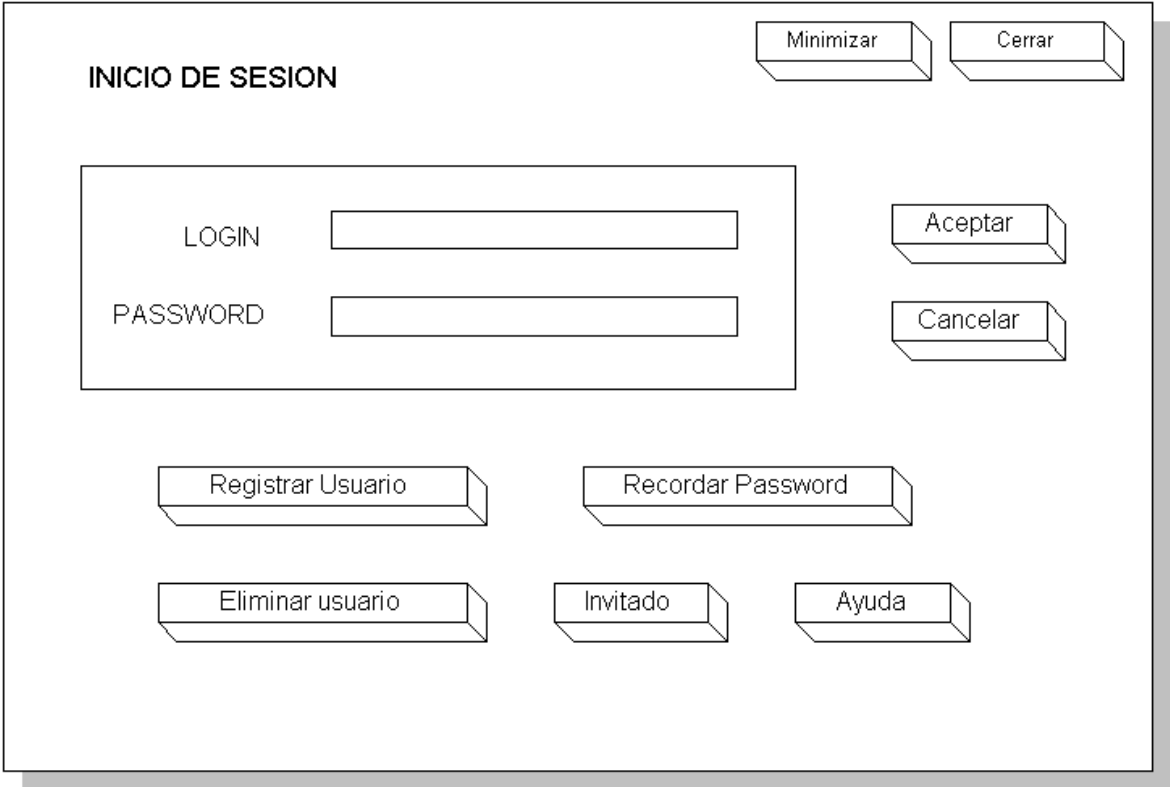 Minimizar
Cerrar
INICIO DE SESION
LOGIN
Aceptar
PASSWORD
Cancelar
Registrar Usuario
Recordar Password
Eliminar usuario
Invitado
Ayuda